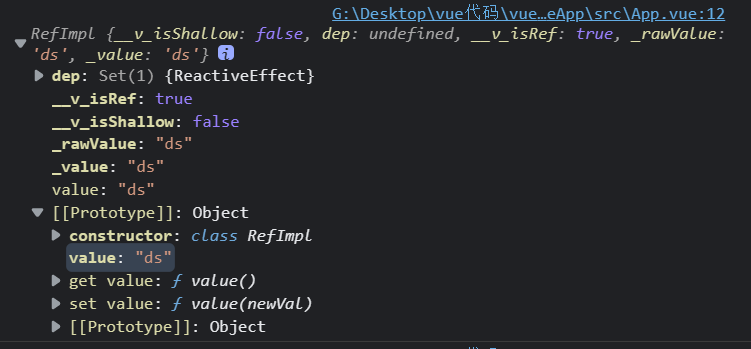 G:\Desktop\vue代码\vue…eApp\src\App.vue:12
RefImpl {__v_isShallow: false, dep: undefined, __v_isRef: true, _rawValue:
'ds', _value: 'ds'} i
dep: Set(1) {ReactiveEffect}
__v_isRef: true
__v_isShallow: false
_rawValue: "ds"
_value: "ds"
value: "ds"
[[Prototype]]: Object
constructor: class RefImpl
value: "ds"
get value: ƒ value()
set value: ƒ value(newVal)
[[Prototype]]: Object